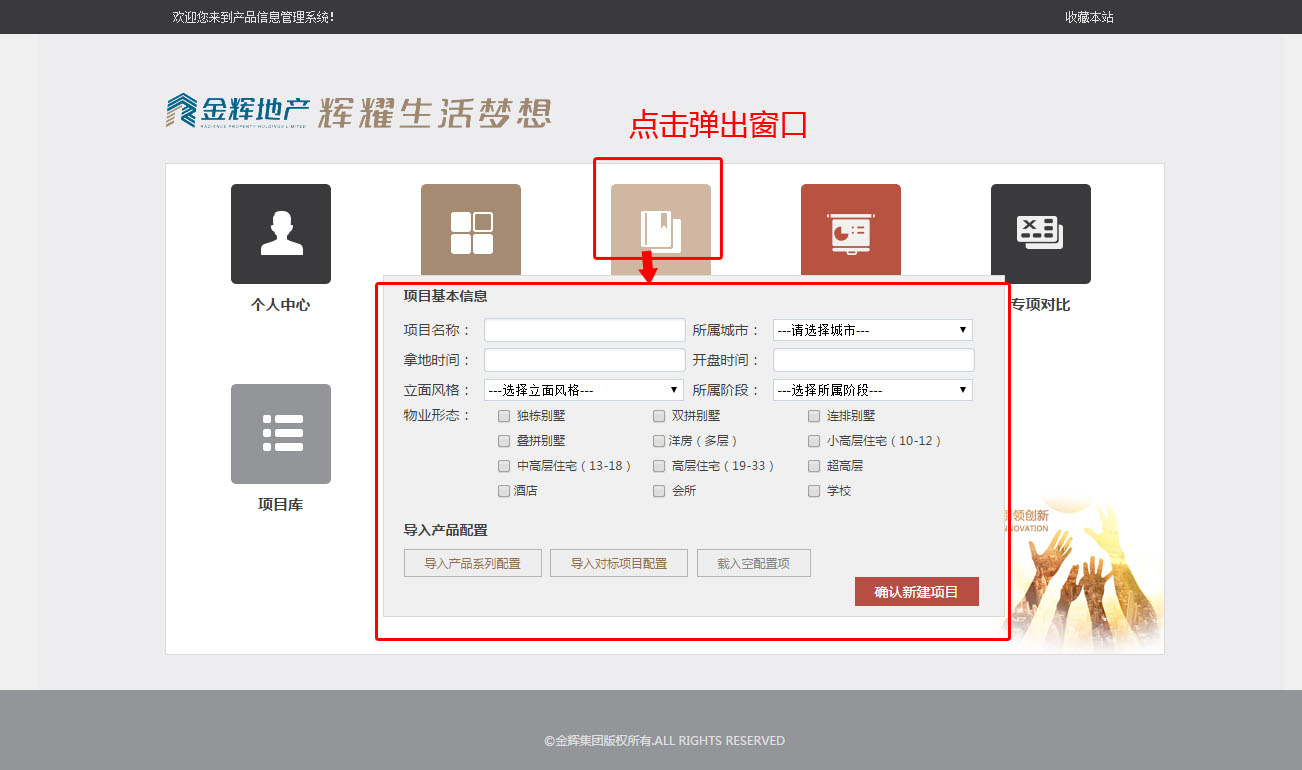 欢迎您来到产品信息管理系统！
收藏本站
金辉地产 辉耀生活梦想
RADIANCE PROPERTY HOLDINGS LIMITED
点击弹出窗口
个人中心
专项对比
项目库
项目基本信息
项目名称： 所属城市： ---请选择城市---
拿地时间： 开盘时间：
立面风格： ---选择立面风格--- 所属阶段： ---选择所属阶段---
物业形态： 独栋别墅 双拼别墅 连排别墅
叠拼别墅 洋房（多层） 小高层住宅（10-12）
中高层住宅（13-18） 高层住宅（19-33） 超高层
酒店 会所 学校
导入产品配置
导入产品系列配置 导入对标项目配置 载入空配置项
确认新建项目
领创新
NOVATION
©金辉集团版权所有.ALL RIGHTS RESERVED